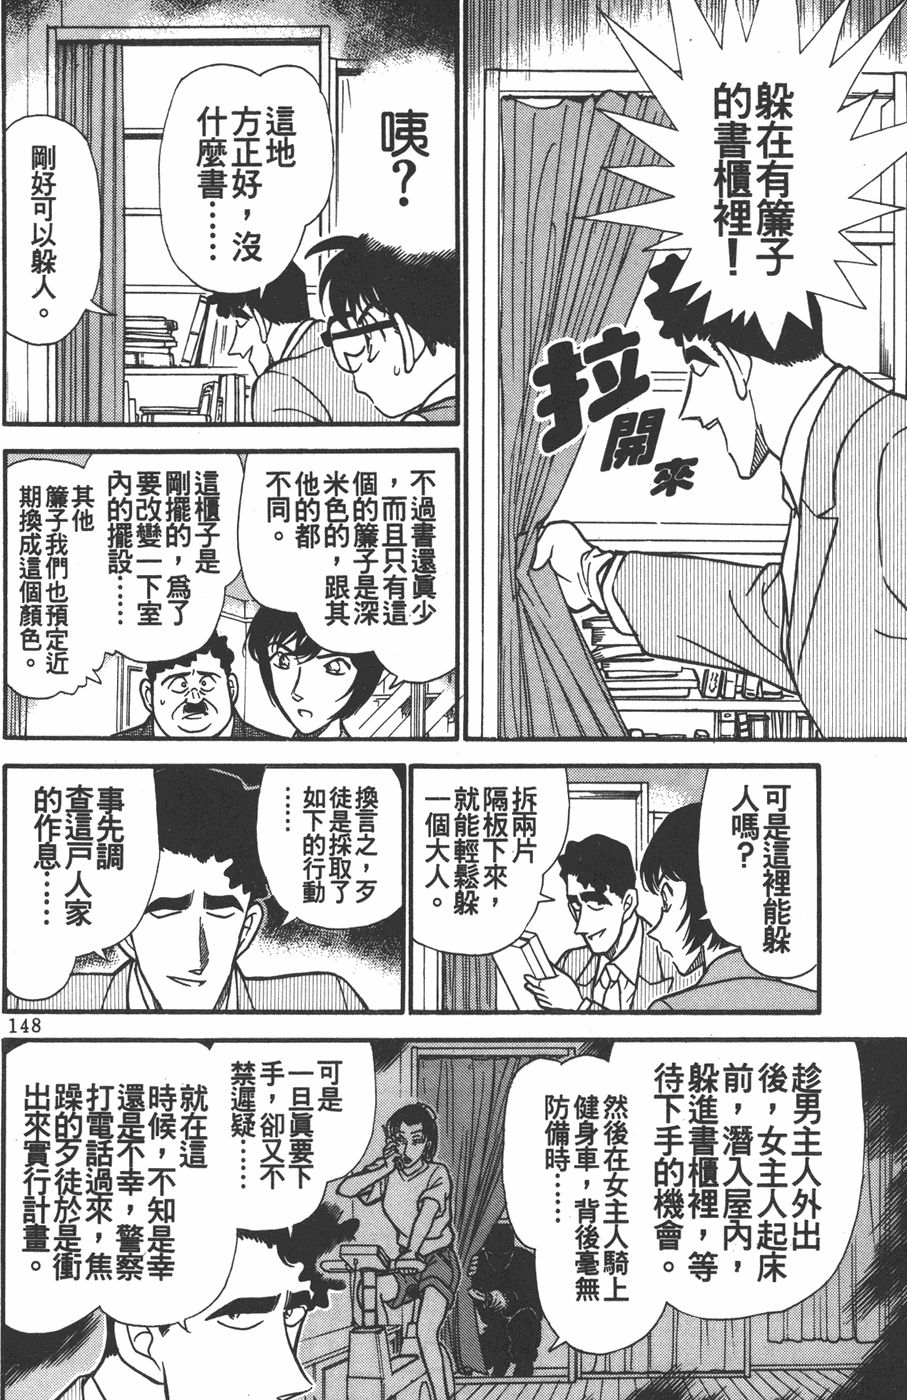 躲在有簾子
的書櫃裡！
拉開來
咦？
這地
方正好，沒
什麼書……
剛好可以躲人。
不過書還眞少
，而且只有這
個的簾子是深
米色的，跟其
他的都
不同。
這櫃子是
剛擺的，爲了
要改變一下室
內的擺設……
其他
簾子我們也預定近
期換成這個顏色。
可是這裡能躲
人嗎？
拆兩片
隔板下來，
就能輕鬆躲
一個大人。
換言之，歹
徒是採取了
如下的行動
……
事先調
查這戶人家
的作息……
趁男主人外出
後，女主人起床
前，潛入屋內，
躲進書櫃裡，等
待下手的機會。
然後在女主人騎上
健身車，背後毫無
防備時……
可是
一旦眞要下
手，卻又不
禁遲疑……
就在這
時候，不知是幸
還是不幸，警察
打電話過來，焦
躁的歹徒於是衝
出來實行計畫。
148